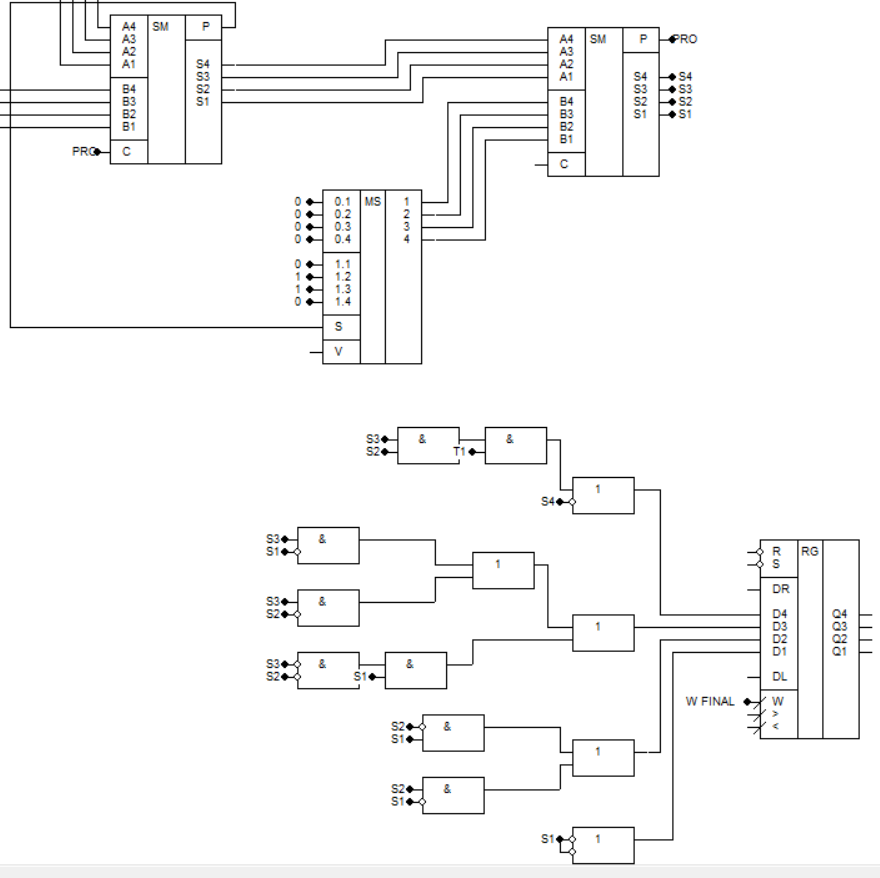 A4 SM P
A3
A2
A1 S4
S3
B4 S2
B3 S1
B2
B1
PRO C
A4 SM P PRO
A3
A2
A1 S4 S4
S3 S3
B4 S2 S2
B3 S1 S1
B2
B1
C
0 0.1 MS 1
0 0.2 2
0 0.3 3
0 0.4 4
0 1.1
1 1.2
1 1.3
0 1.4
S
V
S3 & &
S2 T1
1
S4
S3 &
S1
1
S3 &
S2
1
S3 & &
S2 S1
S2 &
S1
1
S2 &
S1
S1 1
R RG
S
DR
D4 Q4
D3 Q3
D2 Q2
D1 Q1
DL
W FINAL W
>
<